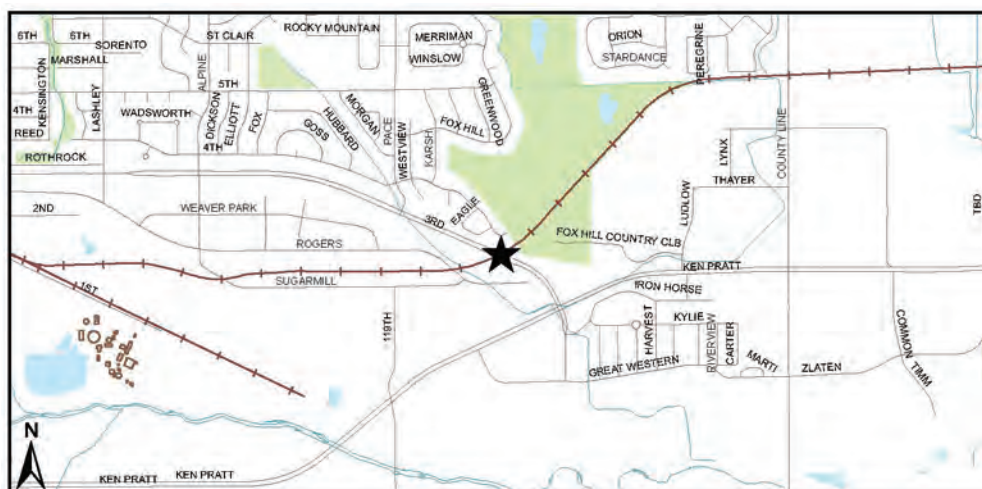 6TH
6TH
SORENTO
MARSHALL
ST CLAIR
ROCKY MOUNTAIN
MERRIMAN
WINSLOW
ORION
STARDANCE
PEREGRINE
KENSINGTON
4TH
REED
LASHLEY
ALPINE
5TH
WADSWORTH
DICKSON
ELLIOTT
FOX
4TH
GOSS
HUBBARD
MORGAN
PACE
WESTVIEW
KARSH
FOX HILL
GREENWOOD
ROTHROCK
COUNTY LINE
LYNX
THAYER
LUDLOW
TBD
2ND
WEAVER PARK
3RD
EAGLE
ROGERS
FOX HILL COUNTRY CLB
KEN PRATT
SUGARMILL
1ST
IRON HORSE
119TH
HARVEST
KYLIE
RIVERVIEW
CARTER
GREAT WESTERN
MARTI
ZLATEN
COMMON
TIMM
N
KEN PRATT
KEN PRATT